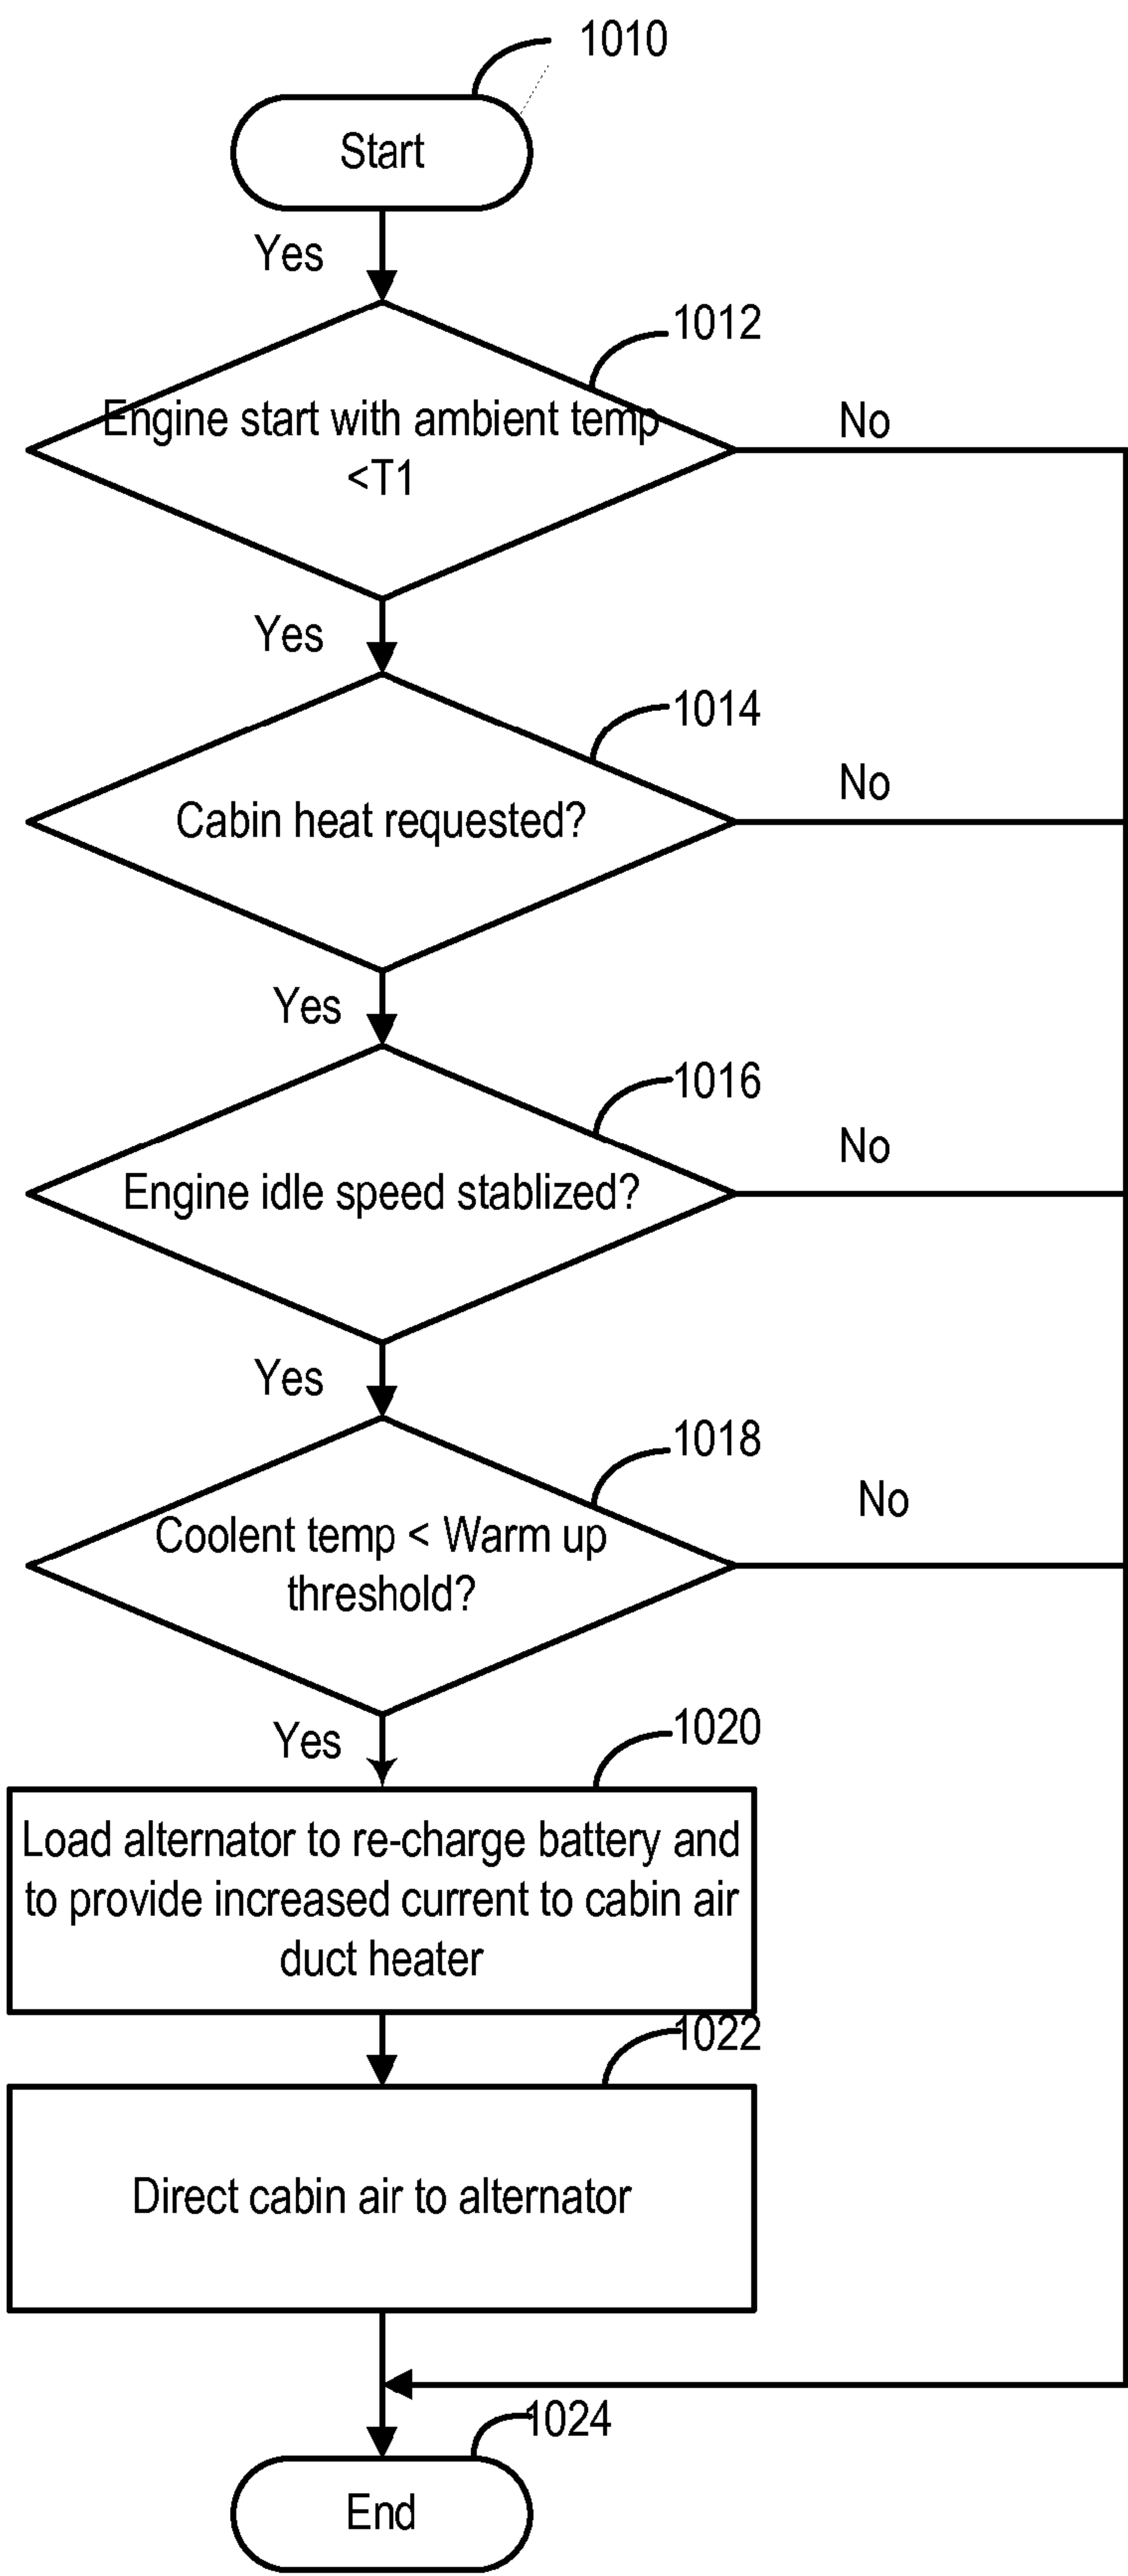 1010
Start
Yes
1012
Engine start with ambient temp
<T1
No
Yes
1014
Cabin heat requested?
No
Yes
1016
Engine idle speed stablized?
No
Yes
1018
Coolent temp < Warm up
threshold?
No
Yes
1020
Load alternator to re-charge battery and
to provide increased current to cabin air
duct heater
1022
Direct cabin air to alternator
1024
End